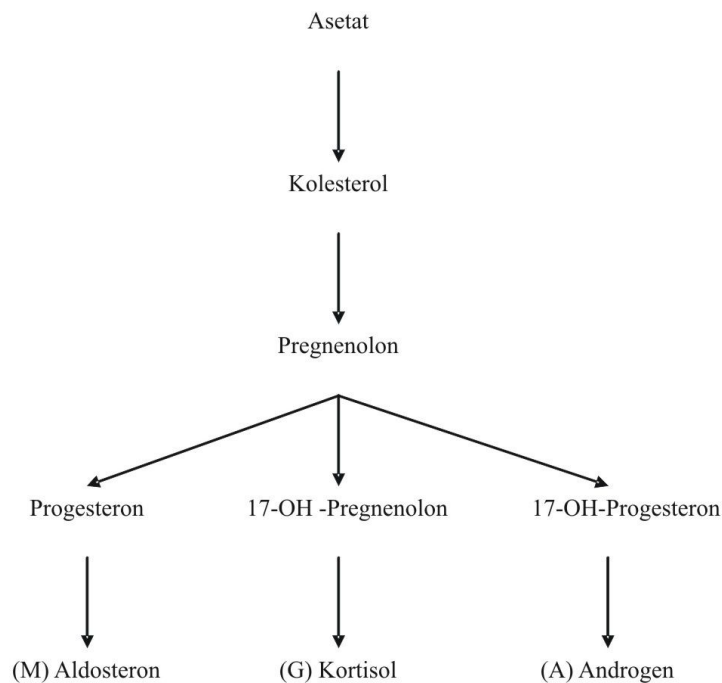 Asetat
Kolesterol
Pregnenolon
Progesteron 17-OH -Pregnenolon 17-OH-Progesteron
(M) Aldosteron (G) Kortisol (A) Androgen